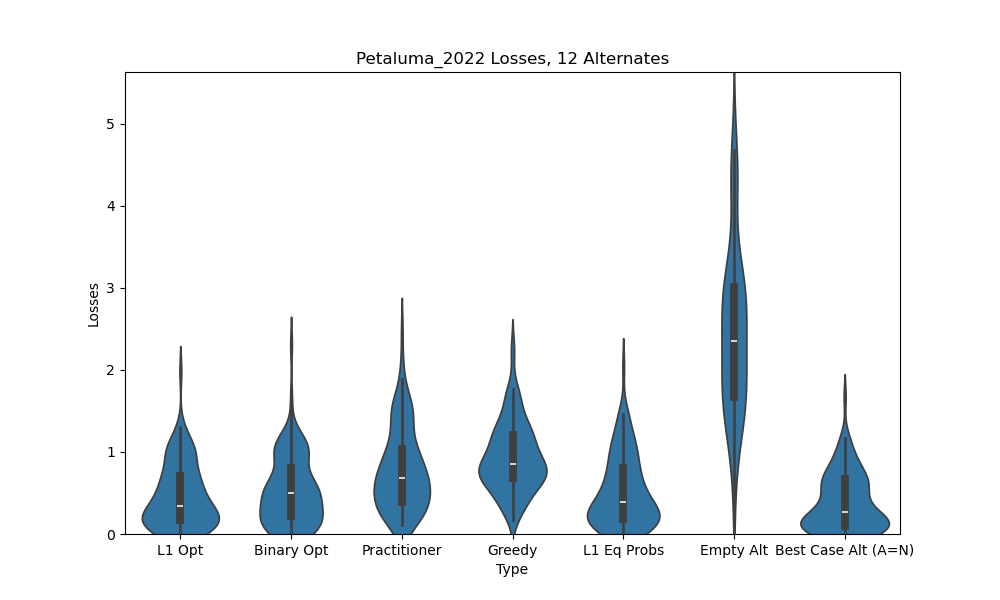 Petaluma_2022 Losses, 12 Alternates
Losses
5
4
3
2
1
0
L1 Opt
Binary Opt
Practitioner
Greedy
L1 Eq Probs
Empty Alt
Best Case Alt (A=N)
Type